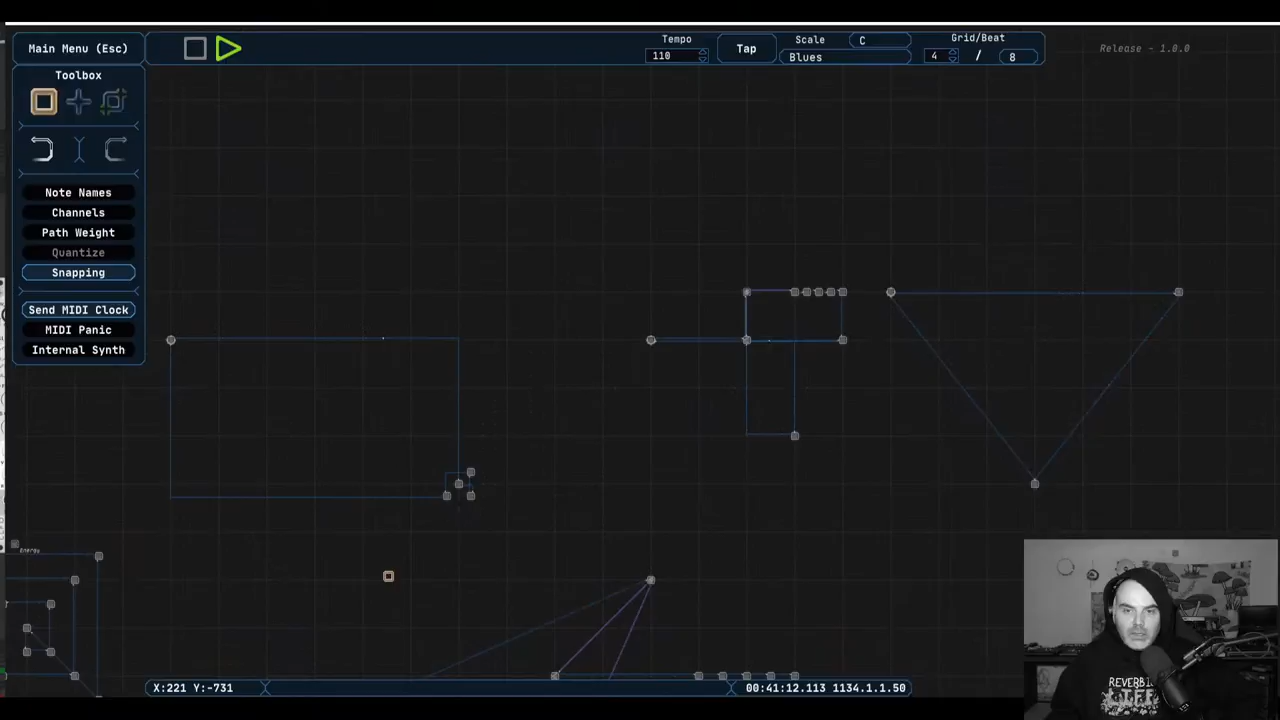 Main Menu (Esc)
Tempo
110
Tap
Scale
C
Blues
Grid/Beat
4 / 8
Release - 1.0.0
Toolbox
Note Names
Channels
Path Weight
Quantize
Snapping
Send MIDI Clock
MIDI Panic
Internal Synth
Energy
X:221 Y:-731
00:41:12.113 1134.1.1.50